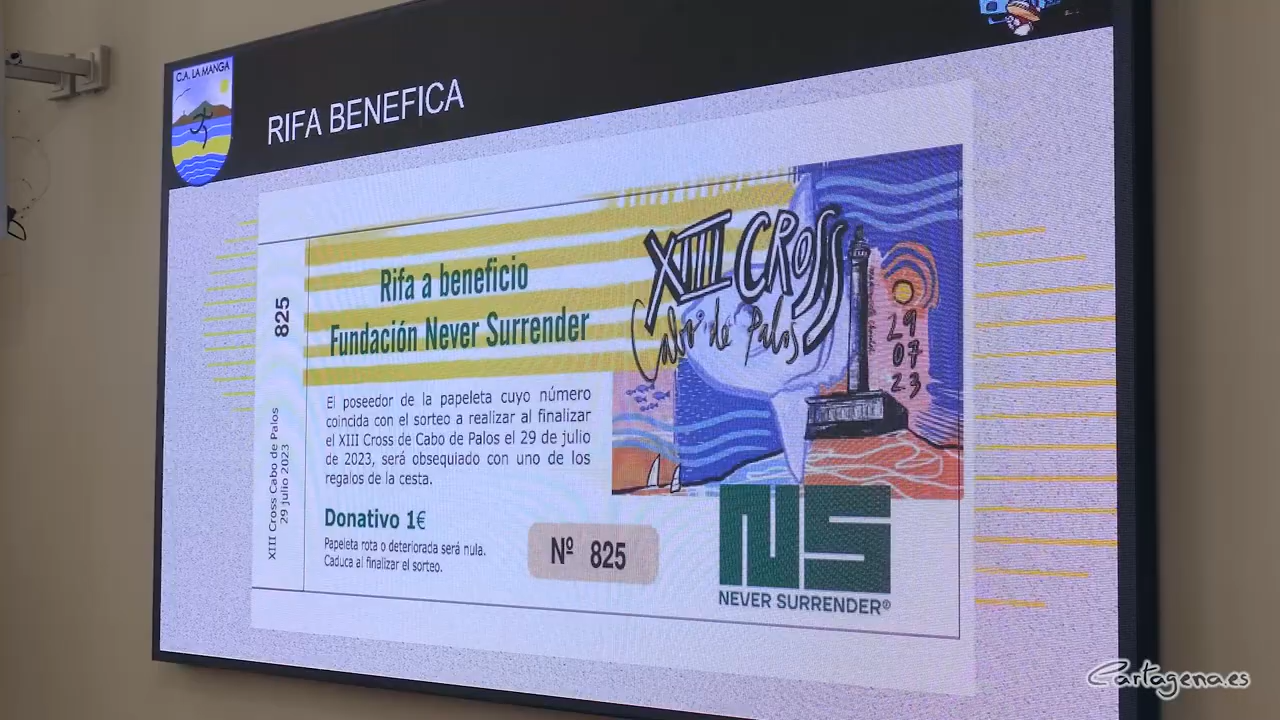 C.A. LA MANGA
RIFA BENEFICA
825
XIII Cross Cabo de Palos
29 julio 2023
Rifa a beneficio
Fundación Never Surrender
El poseedor de la papeleta cuyo número
coincida con el sorteo a realizar al finalizar
el XIII Cross de Cabo de Palos el 29 de julio
de 2023, será obsequiado con uno de los
regalos de la cesta.
Donativo 1€
Papeleta rota o deteriorada será nula.
Caduca al finalizar el sorteo.
Nº 825
XIII CROSS
Cabo de Palos
29
07
23
NS
NEVER SURRENDER®
Cartagena.es